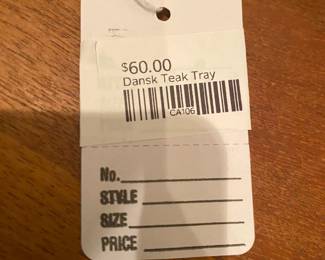 $60.00
Dansk Teak Tray
CA106
No.
STYLE
SIZE
PRICE